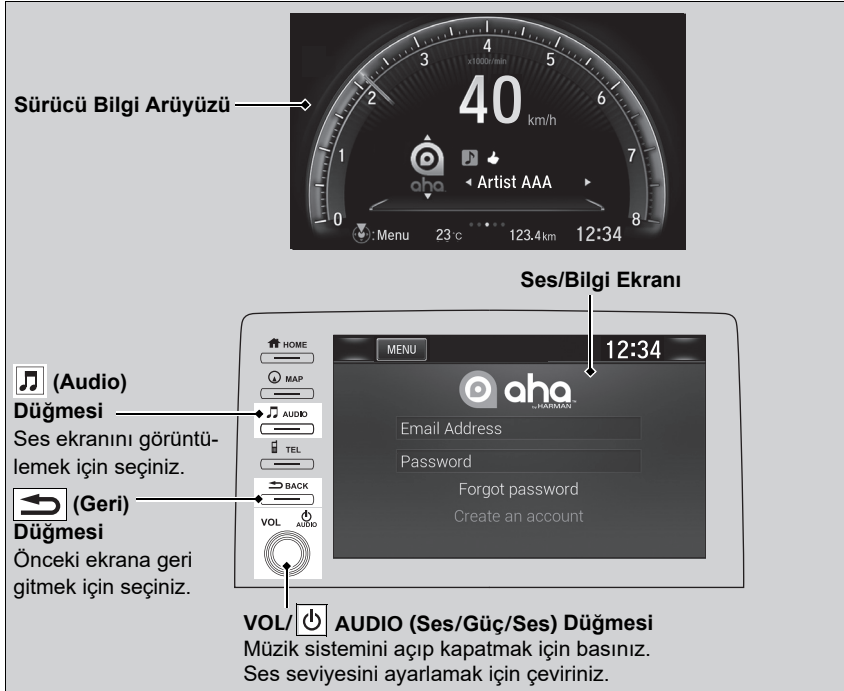 Sürücü Bilgi Arüyüzü
0 1 2 3 4 5 6 7 8
x1000r/min
40 km/h
aha
Artist AAA
: Menu 23°C 123.4 km 12:34
Ses/Bilgi Ekranı
HOME
MAP
AUDIO
TEL
BACK
VOL AUDIO
MENU
12:34
aha™
by HARMAN
Email Address
Password
Forgot password
Create an account
(Audio)
Düğmesi
Ses ekranını görüntü-
lemek için seçiniz.
(Geri)
Düğmesi
Önceki ekrana geri
gitmek için seçiniz.
VOL/ AUDIO (Ses/Güç/Ses) Düğmesi
Müzik sistemini açıp kapatmak için basınız.
Ses seviyesini ayarlamak için çeviriniz.